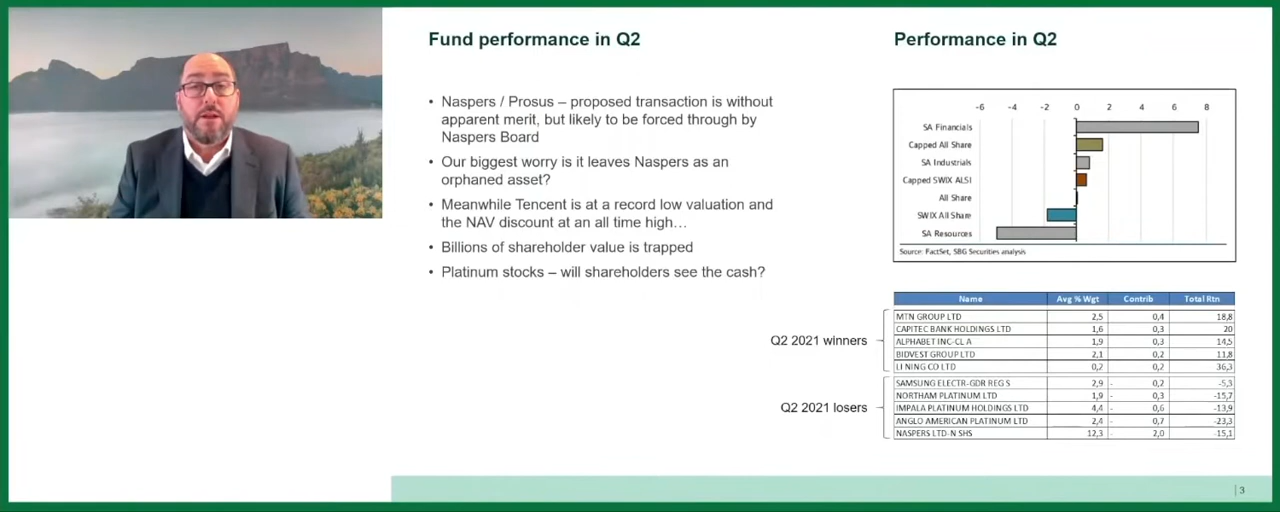 Fund performance in Q2
• Naspers / Prosus – proposed transaction is without
apparent merit, but likely to be forced through by
Naspers Board
• Our biggest worry is it leaves Naspers as an
orphaned asset?
• Meanwhile Tencent is at a record low valuation and
the NAV discount at an all time high…
• Billions of shareholder value is trapped
• Platinum stocks – will shareholders see the cash?
Performance in Q2
-6 -4 -2 0 2 4 6 8
SA Financials
Capped All Share
SA Industrials
Capped SWIX ALSI
All Share
SWIX All Share
SA Resources
Source: FactSet, SBG Securities analysis
Name Avg % Wgt Contrib Total Rtn
Q2 2021 winners
MTN GROUP LTD 2,5 0,4 18,8
CAPITEC BANK HOLDINGS LTD 1,6 0,3 20
ALPHABET INC-CL A 1,9 0,3 14,5
BIDVEST GROUP LTD 2,1 0,2 11,8
LI NING CO LTD 0,2 0,2 36,3
Q2 2021 losers
SAMSUNG ELECTR-GDR REG S 2,9 - 0,2 -5,3
NORTHAM PLATINUM LTD 1,9 - 0,3 -15,7
IMPALA PLATINUM HOLDINGS LTD 4,4 - 0,6 -13,9
ANGLO AMERICAN PLATINUM LTD 2,4 - 0,7 -23,3
NASPERS LTD-N SHS 12,3 - 2,0 -15,1
3